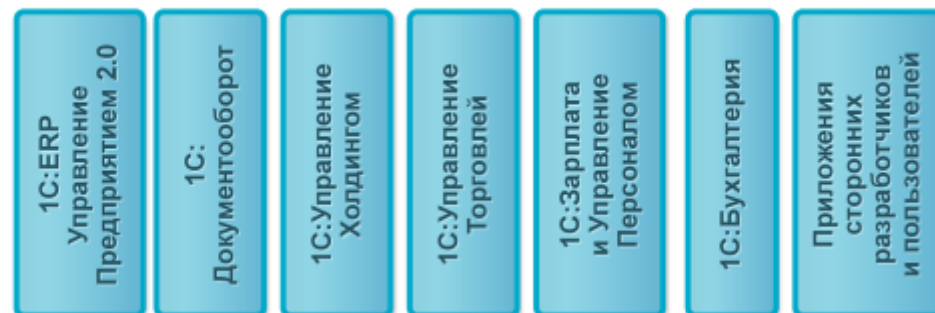 1С:ERP
Управление
Предприятием 2.0
1С:
Документооборот
1С:Управление
Холдингом
1С:Управление
Торговлей
1С:Зарплата
и Управление
Персоналом
1С:Бухгалтерия
Приложения
сторонних
разработчиков
и пользователей